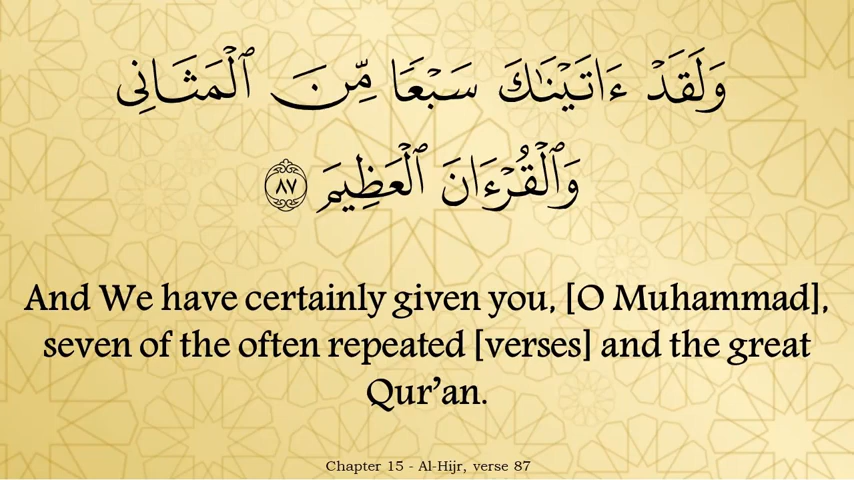 وَلَقَدْ ءَاتَيْنَٰكَ سَبْعًا مِّنَ ٱلْمَثَانِى
وَٱلْقُرْءَانَ ٱلْعَظِيمَ ٨٧
And We have certainly given you, [O Muhammad],
seven of the often repeated [verses] and the great
Qur’an.
Chapter 15 - Al-Hijr, verse 87